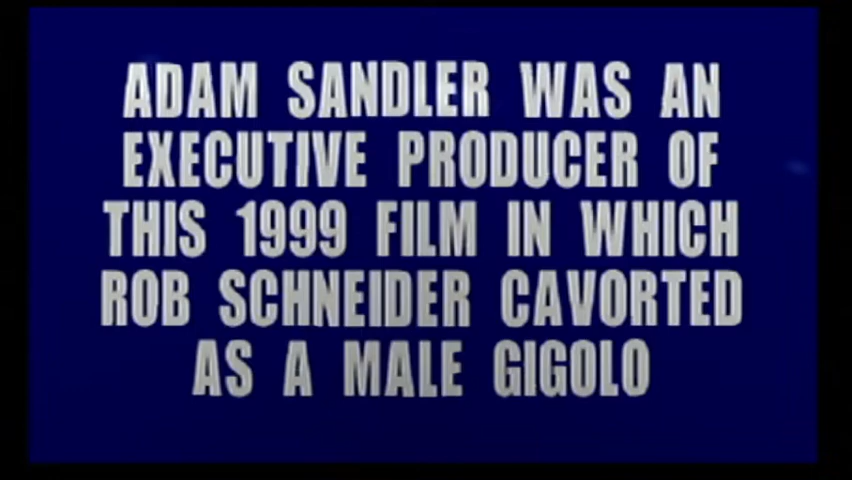 ADAM SANDLER WAS AN
EXECUTIVE PRODUCER OF
THIS 1999 FILM IN WHICH
ROB SCHNEIDER CAVORTED
AS A MALE GIGOLO